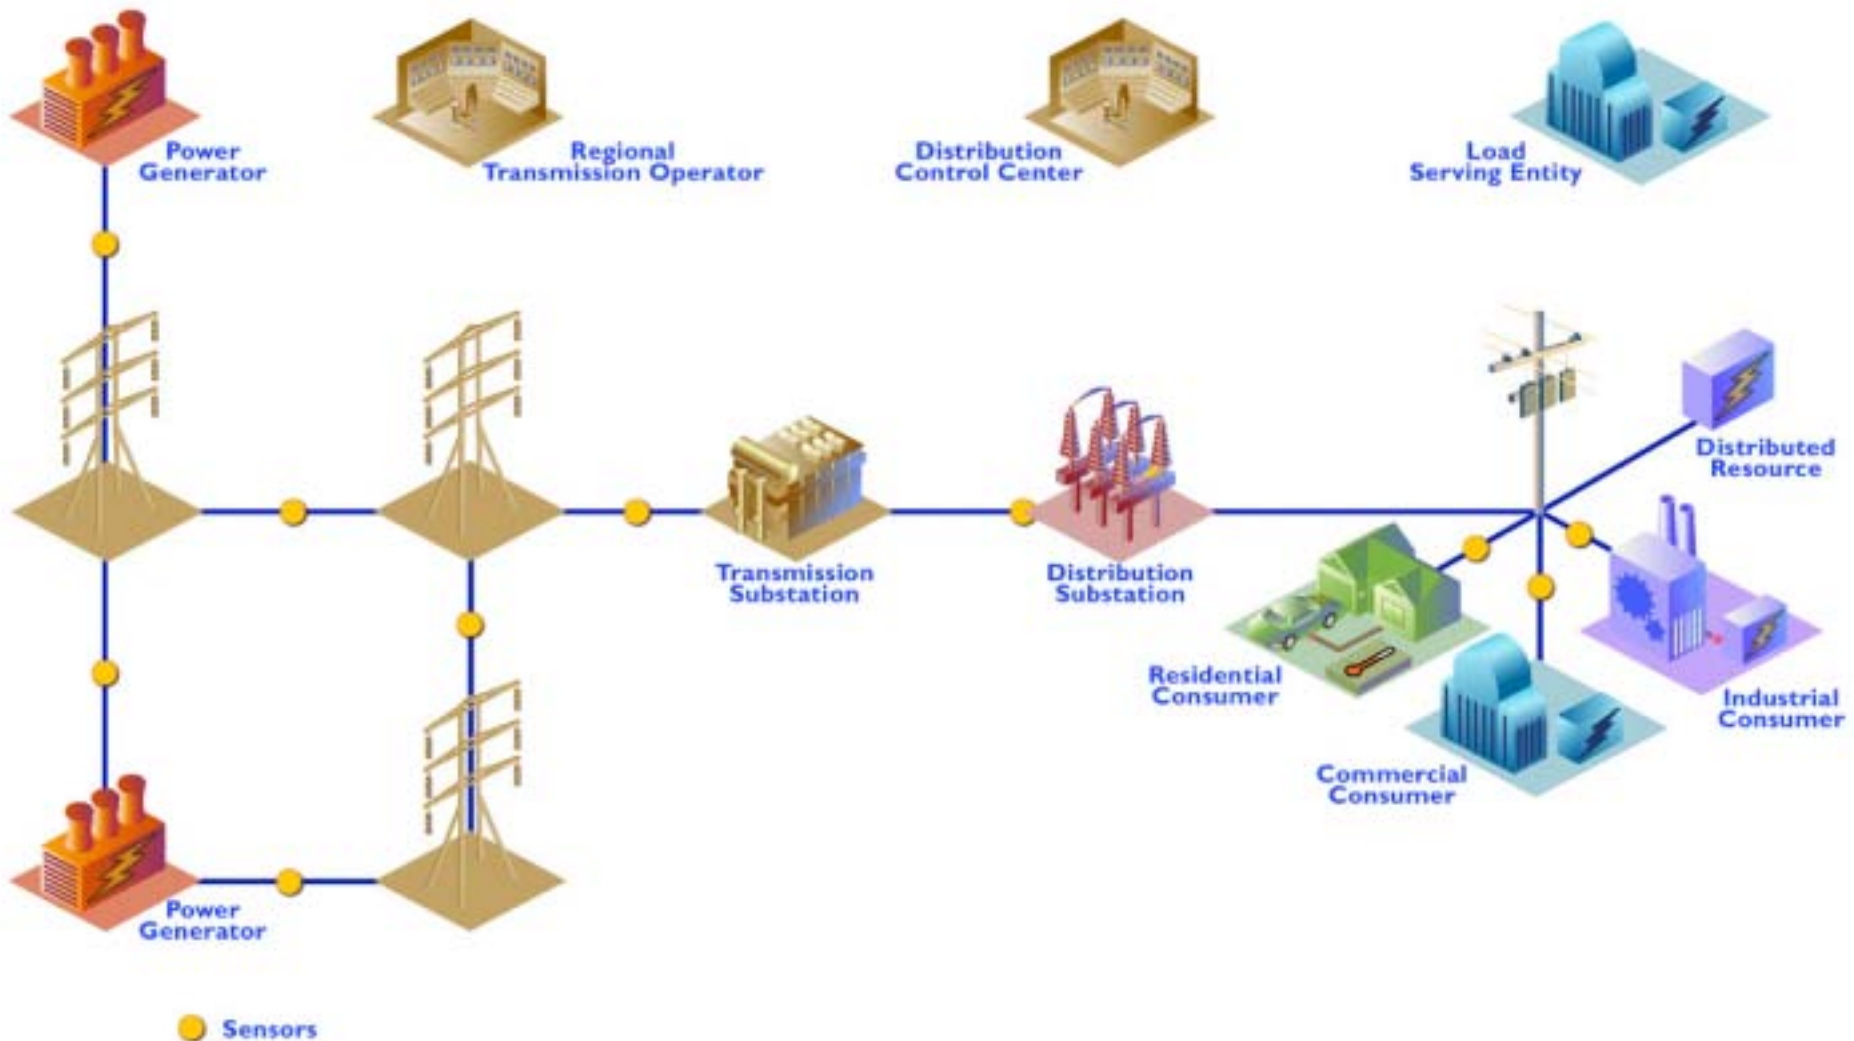 Power
Generator
Regional
Transmission Operator
Distribution
Control Center
Load
Serving Entity
Distributed
Resource
Transmission
Substation
Distribution
Substation
Residential
Consumer
Industrial
Consumer
Commercial
Consumer
Power
Generator
Sensors